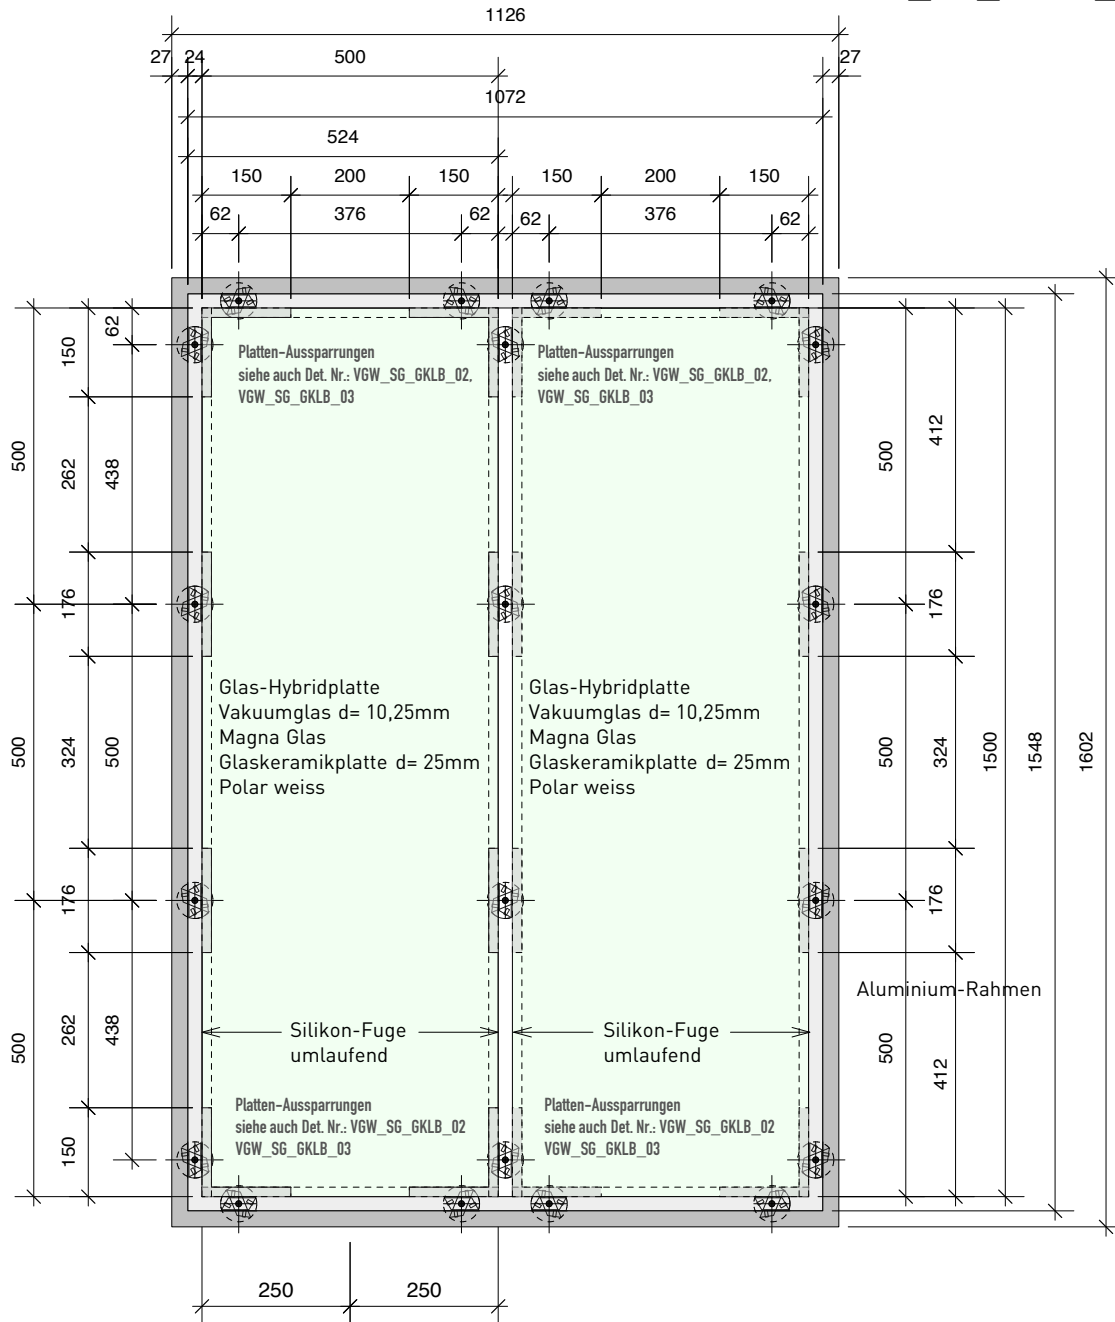 1126
27 24 500 27
1072
524
150 200 150 150 200 150
62 376 62 62 376 62
Platten-Aussparrungen
siehe auch Det. Nr.: VGW_SG_GKLB_02,
VGW_SG_GKLB_03
Platten-Aussparrungen
siehe auch Det. Nr.: VGW_SG_GKLB_02,
VGW_SG_GKLB_03
500
500
500
150
262
176
324
176
262
150
62
438
500
438
Glas-Hybridplatte
Vakuumglas d= 10,25mm
Magna Glas
Glaskeramikplatte d= 25mm
Polar weiss
Glas-Hybridplatte
Vakuumglas d= 10,25mm
Magna Glas
Glaskeramikplatte d= 25mm
Polar weiss
500
500
500
412
176
324
176
412
1500
1548
1602
Aluminium-Rahmen
Silikon-Fuge
umlaufend
Silikon-Fuge
umlaufend
Platten-Aussparrungen
siehe auch Det. Nr.: VGW_SG_GKLB_02
VGW_SG_GKLB_03
Platten-Aussparrungen
siehe auch Det. Nr.: VGW_SG_GKLB_02
VGW_SG_GKLB_03
250 250